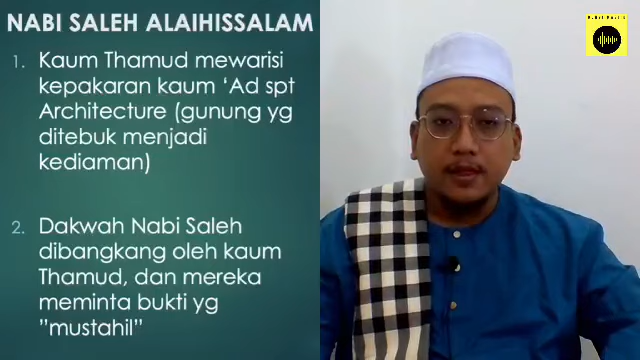 NABI SALEH ALAIHISSALAM
1. Kaum Thamud mewarisi
kepakaran kaum ‘Ad spt
Architecture (gunung yg
ditebuk menjadi
kediaman)
2. Dakwah Nabi Saleh
dibangkang oleh kaum
Thamud, dan mereka
meminta bukti yg
”mustahil”